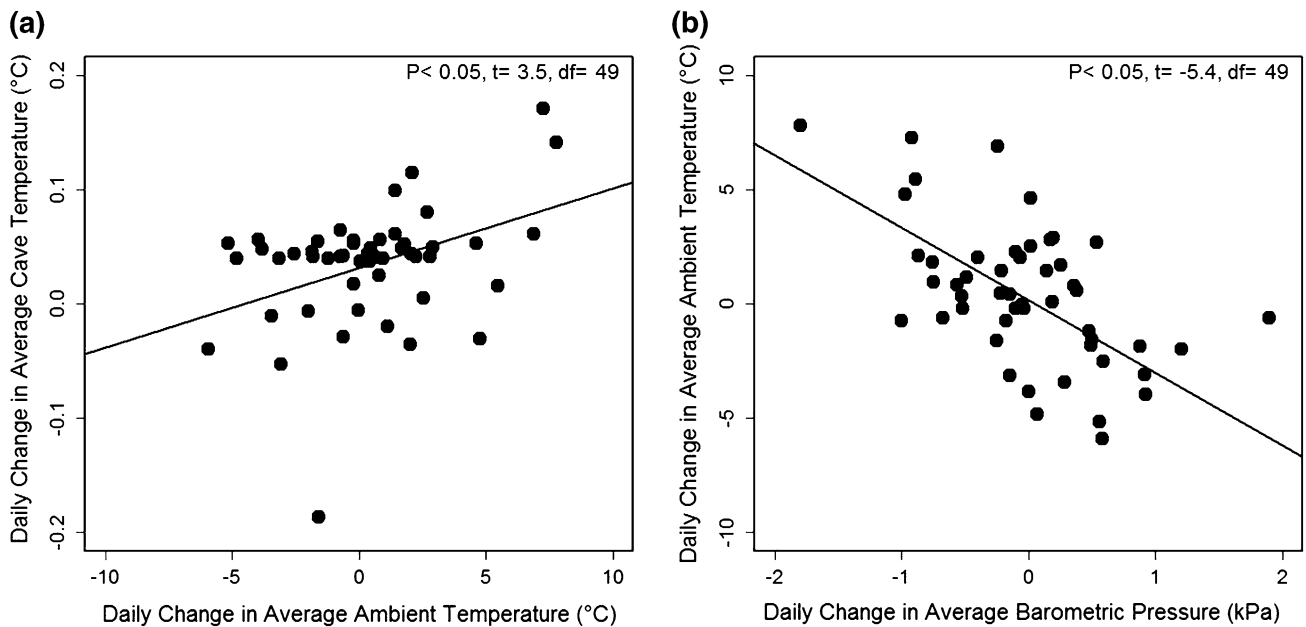 (a)
P< 0.05, t= 3.5, df= 49
Daily Change in Average Cave Temperature (°C)
0.2
0.1
0.0
-0.1
-0.2
-10 -5 0 5 10
Daily Change in Average Ambient Temperature (°C)
(b)
P< 0.05, t= -5.4, df= 49
Daily Change in Average Ambient Temperature (°C)
10
5
0
-5
-10
-2 -1 0 1 2
Daily Change in Average Barometric Pressure (kPa)